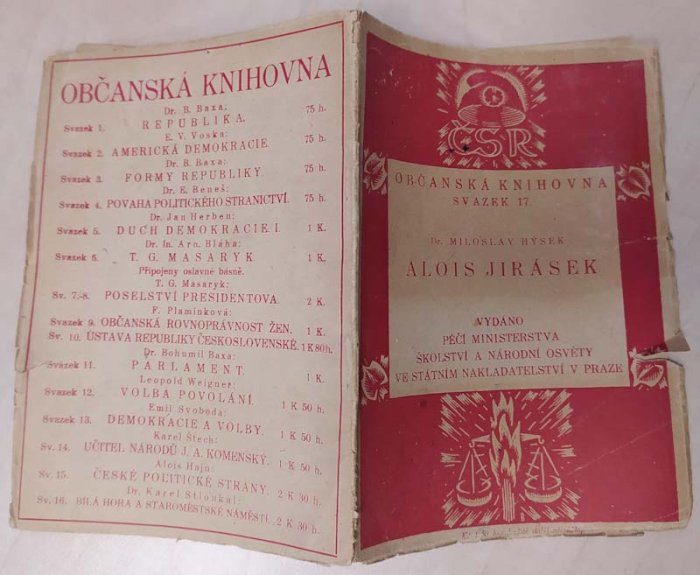 OBČANSKÁ KNIHOVNA
Dr. B. Baxa:
Svazek 1. REPUBLIKA. 75 h.
E. V. Voska:
Svazek 2. AMERICKÁ DEMOKRACIE. 75 h.
Dr. B. Baxa:
Svazek 3. FORMY REPUBLIKY. 75 h.
Dr. E. Beneš:
Svazek 4. POVAHA POLITICKÉHO STRANICTVÍ. 75 h.
Dr. Jan Herben:
Svazek 5. DUCH DEMOKRACIE. I. 1 K.
Dr. In. Arn. Bláha:
Svazek 6. T. G. MASARYK 1 K.
Připojeny oslavné básně.
T. G. Masaryk:
Sv. 7.-8. POSELSTVÍ PRESIDENTOVA. 2 K.
F. Plamínková:
Svazek 9. OBČANSKÁ ROVNOPRÁVNOST ŽEN. 1 K.
Sv. 10. ÚSTAVA REPUBLIKY ČESKOSLOVENSKÉ. 1 K 80 h.
Dr. Bohumil Baxa:
Svazek 11. PARLAMENT. 1 K.
Leopold Weigner:
Svazek 12. VOLBA POVOLÁNÍ. 1 K 50 h.
Emil Svoboda:
Svazek 13. DEMOKRACIE A VOLBY. 1 K 50 h.
Karel Štech:
Sv. 14. UČITEL NÁRODŮ J. A. KOMENSKÝ. 1 K 50 h.
Alois Hajn:
Sv. 15. ČESKÉ POLITICKÉ STRANY. 2 K 30 h.
Dr. Karel Stloukal:
Sv. 16. BÍLÁ HORA A STAROMĚSTSKÉ NÁMĚSTÍ. 2 K 30 h.
ČSR
OBČANSKÁ KNIHOVNA
SVAZEK 17.
Dr. MILOSLAV HÝSEK
ALOIS JIRÁSEK
VYDÁNO
PÉČÍ MINISTERSTVA
ŠKOLSTVÍ A NÁRODNÍ OSVĚTY
VE STÁTNÍM NAKLADATELSTVÍ V PRAZE